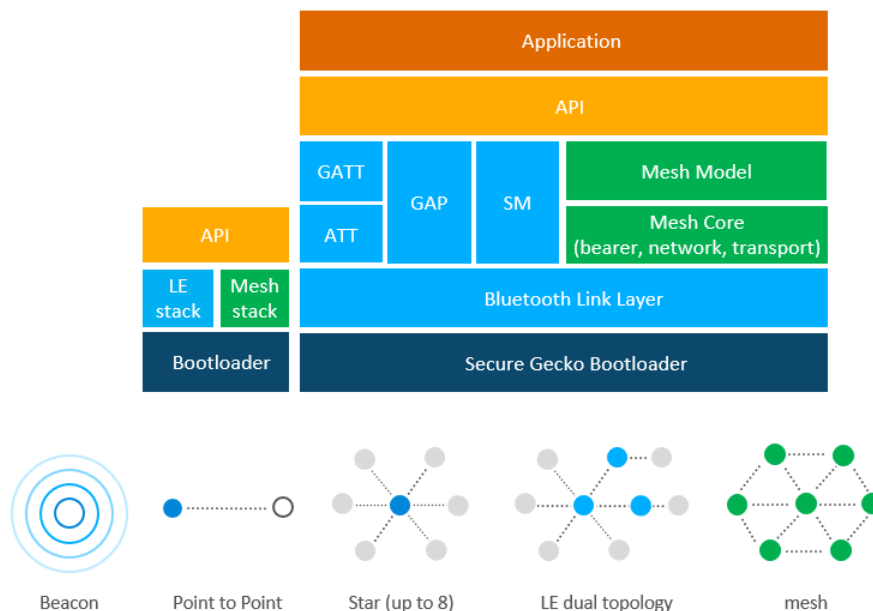 Application
API
GATT
GAP
SM
Mesh Model
ATT
Mesh Core
(bearer, network, transport)
API
LE
stack
Mesh
stack
Bluetooth Link Layer
Bootloader
Secure Gecko Bootloader
Beacon
Point to Point
Star (up to 8)
LE dual topology
mesh